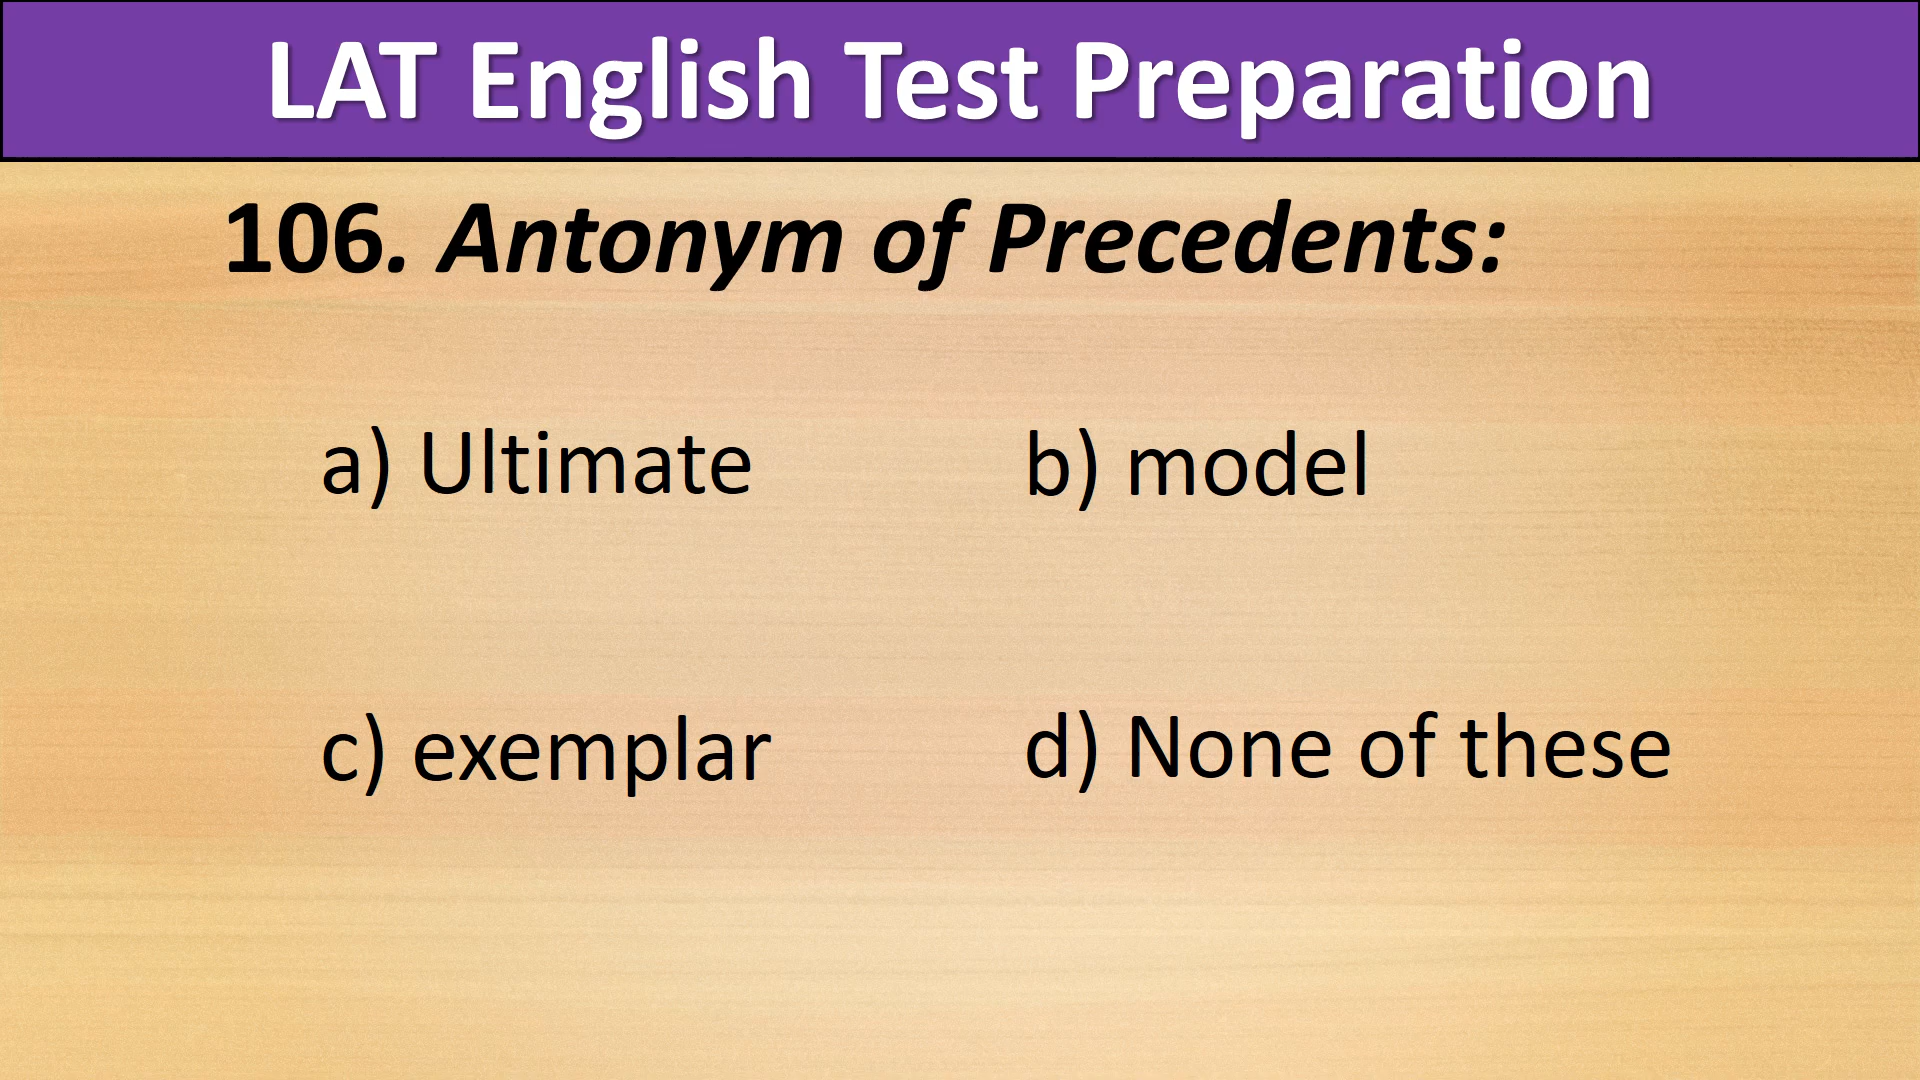 LAT English Test Preparation
106. Antonym of Precedents:
a) Ultimate b) model
c) exemplar d) None of these